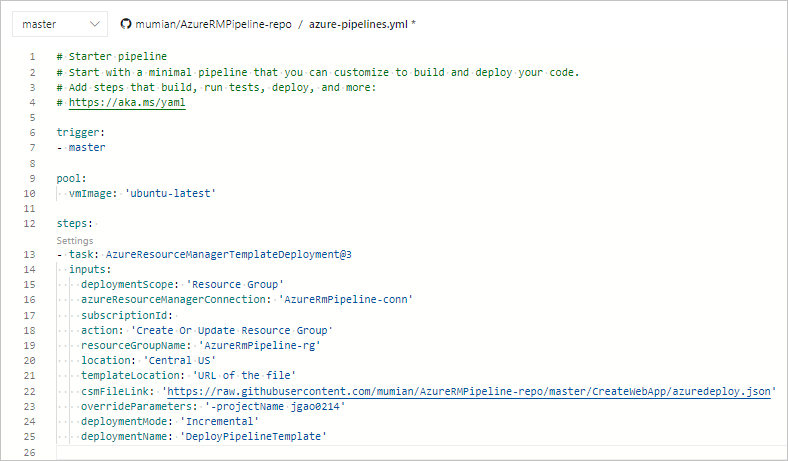 master mumian/AzureRMPipeline-repo / azure-pipelines.yml *
1 # Starter pipeline
2 # Start with a minimal pipeline that you can customize to build and deploy your code.
3 # Add steps that build, run tests, deploy, and more:
4 # https://aka.ms/yaml
5
6 trigger:
7 - master
8
9 pool:
10   vmImage: 'ubuntu-latest'
11
12 steps:
Settings
13 - task: AzureResourceManagerTemplateDeployment@3
14   inputs:
15     deploymentScope: 'Resource Group'
16     azureResourceManagerConnection: 'AzureRmPipeline-conn'
17     subscriptionId:
18     action: 'Create Or Update Resource Group'
19     resourceGroupName: 'AzureRmPipeline-rg'
20     location: 'Central US'
21     templateLocation: 'URL of the file'
22     csmFileLink: 'https://raw.githubusercontent.com/mumian/AzureRMPipeline-repo/master/CreateWebApp/azuredeploy.json'
23     overrideParameters: '-projectName jgao0214'
24     deploymentMode: 'Incremental'
25     deploymentName: 'DeployPipelineTemplate'
26